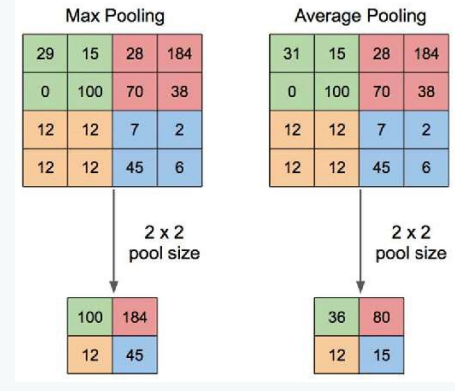 Max Pooling
29 15 28 184
0 100 70 38
12 12 7 2
12 12 45 6
2 x 2
pool size
100 184
12 45
Average Pooling
31 15 28 184
0 100 70 38
12 12 7 2
12 12 45 6
2 x 2
pool size
36 80
12 15